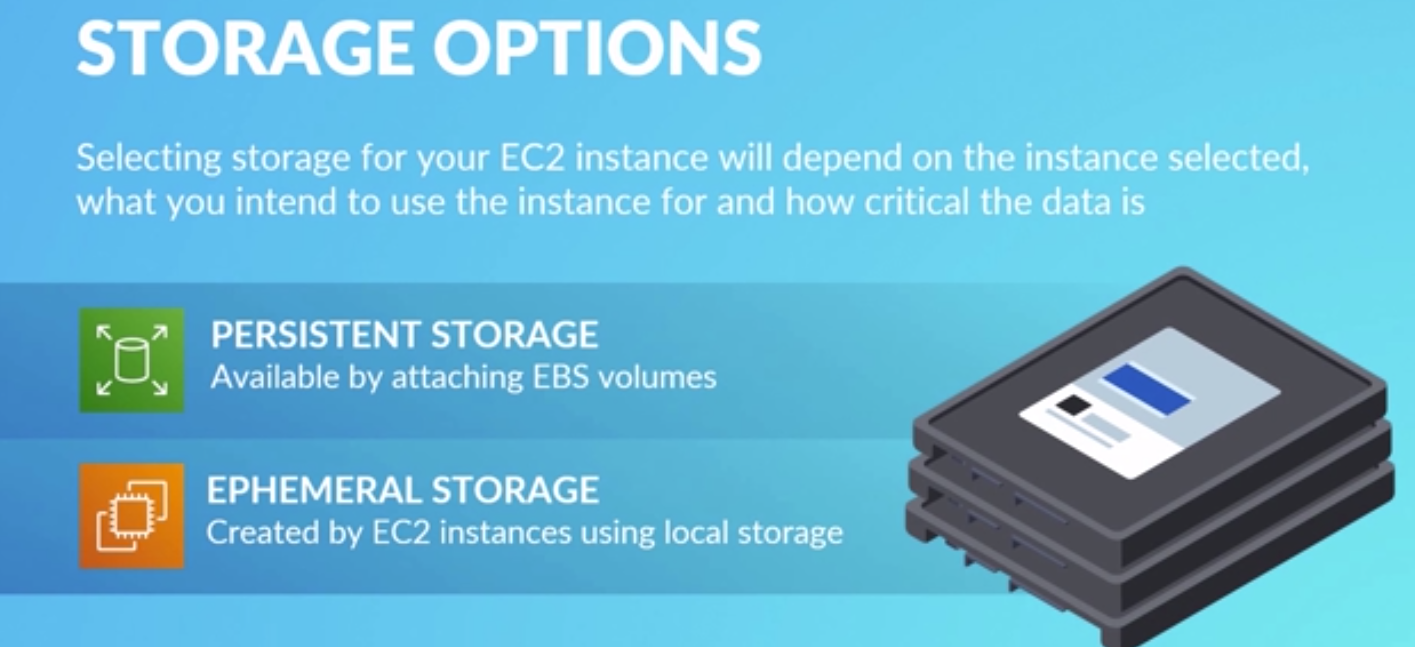 STORAGE OPTIONS
Selecting storage for your EC2 instance will depend on the instance selected,
what you intend to use the instance for and how critical the data is
PERSISTENT STORAGE
Available by attaching EBS volumes
EPHEMERAL STORAGE
Created by EC2 instances using local storage